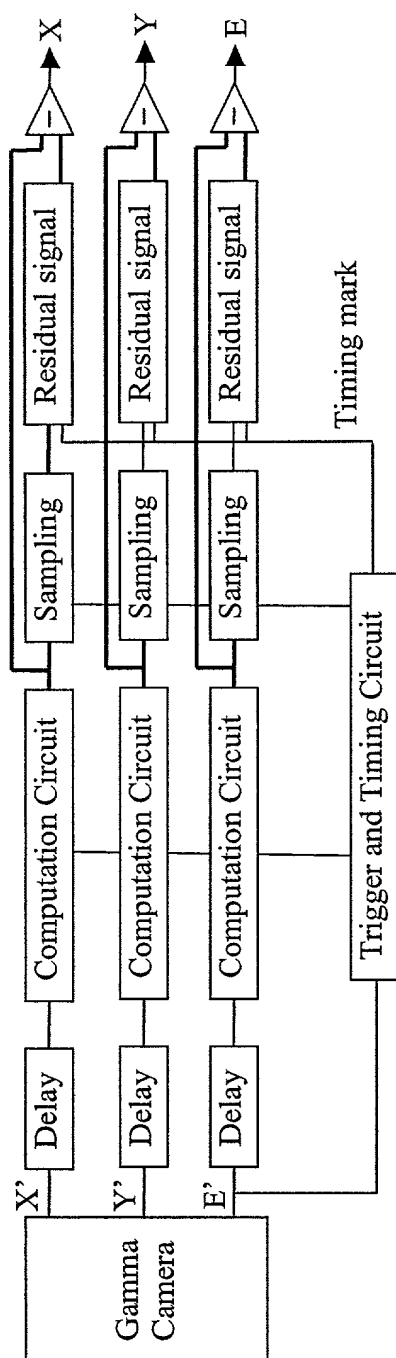 Gamma
Camera
X'
Delay
Computation Circuit
Sampling
Residual signal
−
X
Y'
Delay
Computation Circuit
Sampling
Residual signal
−
Y
E'
Delay
Computation Circuit
Sampling
Residual signal
−
E
Timing mark
Trigger and Timing Circuit